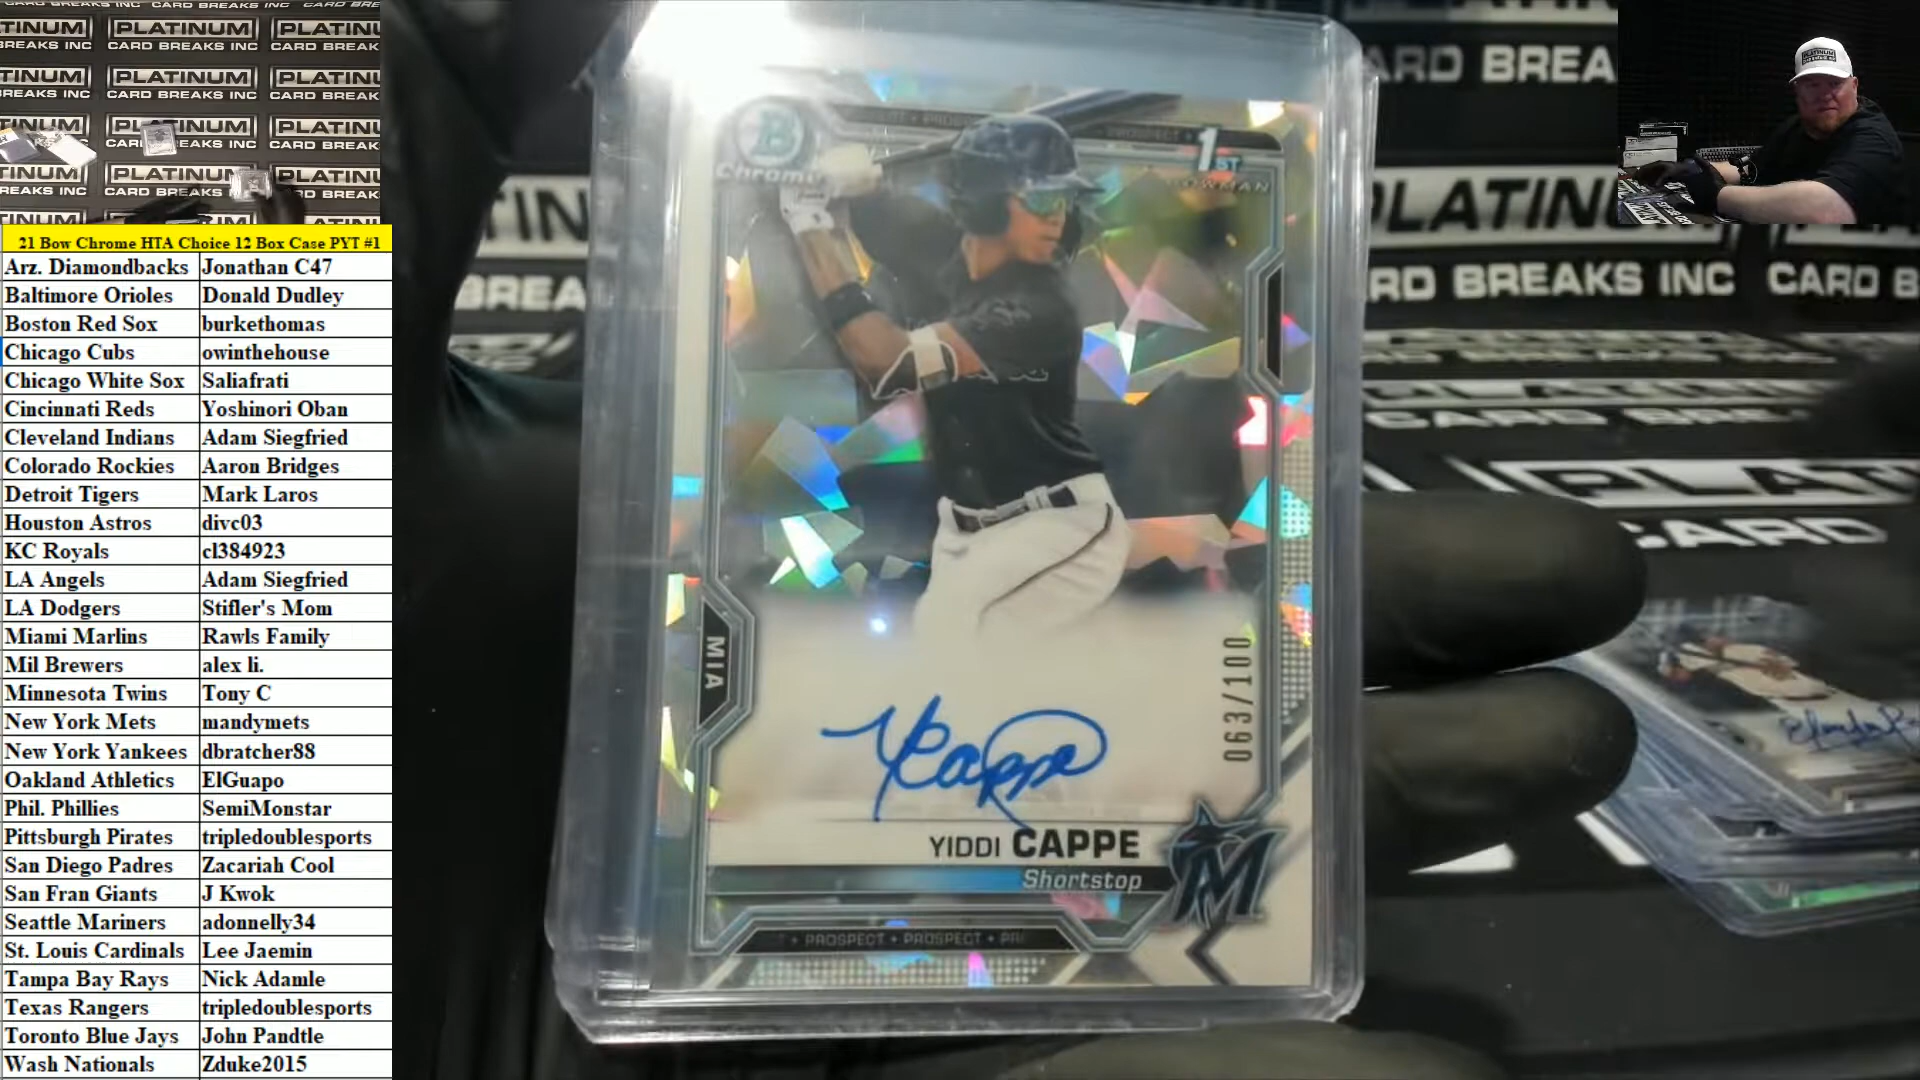 PLATINUM
CARD BREAKS INC
21 Bow Chrome HTA Choice 12 Box Case PYT #1
Arz. Diamondbacks Jonathan C47
Baltimore Orioles Donald Dudley
Boston Red Sox burkethomas
Chicago Cubs owinthehouse
Chicago White Sox Saliafrati
Cincinnati Reds Yoshinori Oban
Cleveland Indians Adam Siegfried
Colorado Rockies Aaron Bridges
Detroit Tigers Mark Laros
Houston Astros divc03
KC Royals cl384923
LA Angels Adam Siegfried
LA Dodgers Stifler's Mom
Miami Marlins Rawls Family
Mil Brewers alex li.
Minnesota Twins Tony C
New York Mets mandymets
New York Yankees dbratcher88
Oakland Athletics ElGuapo
Phil. Phillies SemiMonstar
Pittsburgh Pirates tripledoublesports
San Diego Padres Zacariah Cool
San Fran Giants J Kwok
Seattle Mariners adonnelly34
St. Louis Cardinals Lee Jaemin
Tampa Bay Rays Nick Adamle
Texas Rangers tripledoublesports
Toronto Blue Jays John Pandtle
Wash Nationals Zduke2015
B
Chrome
1ST
BOWMAN
MIA
063/100
YCappe
YIDDI CAPPE
Shortstop
M
PROSPECT • PROSPECT
PLATINUM
CARD BREAKS INC